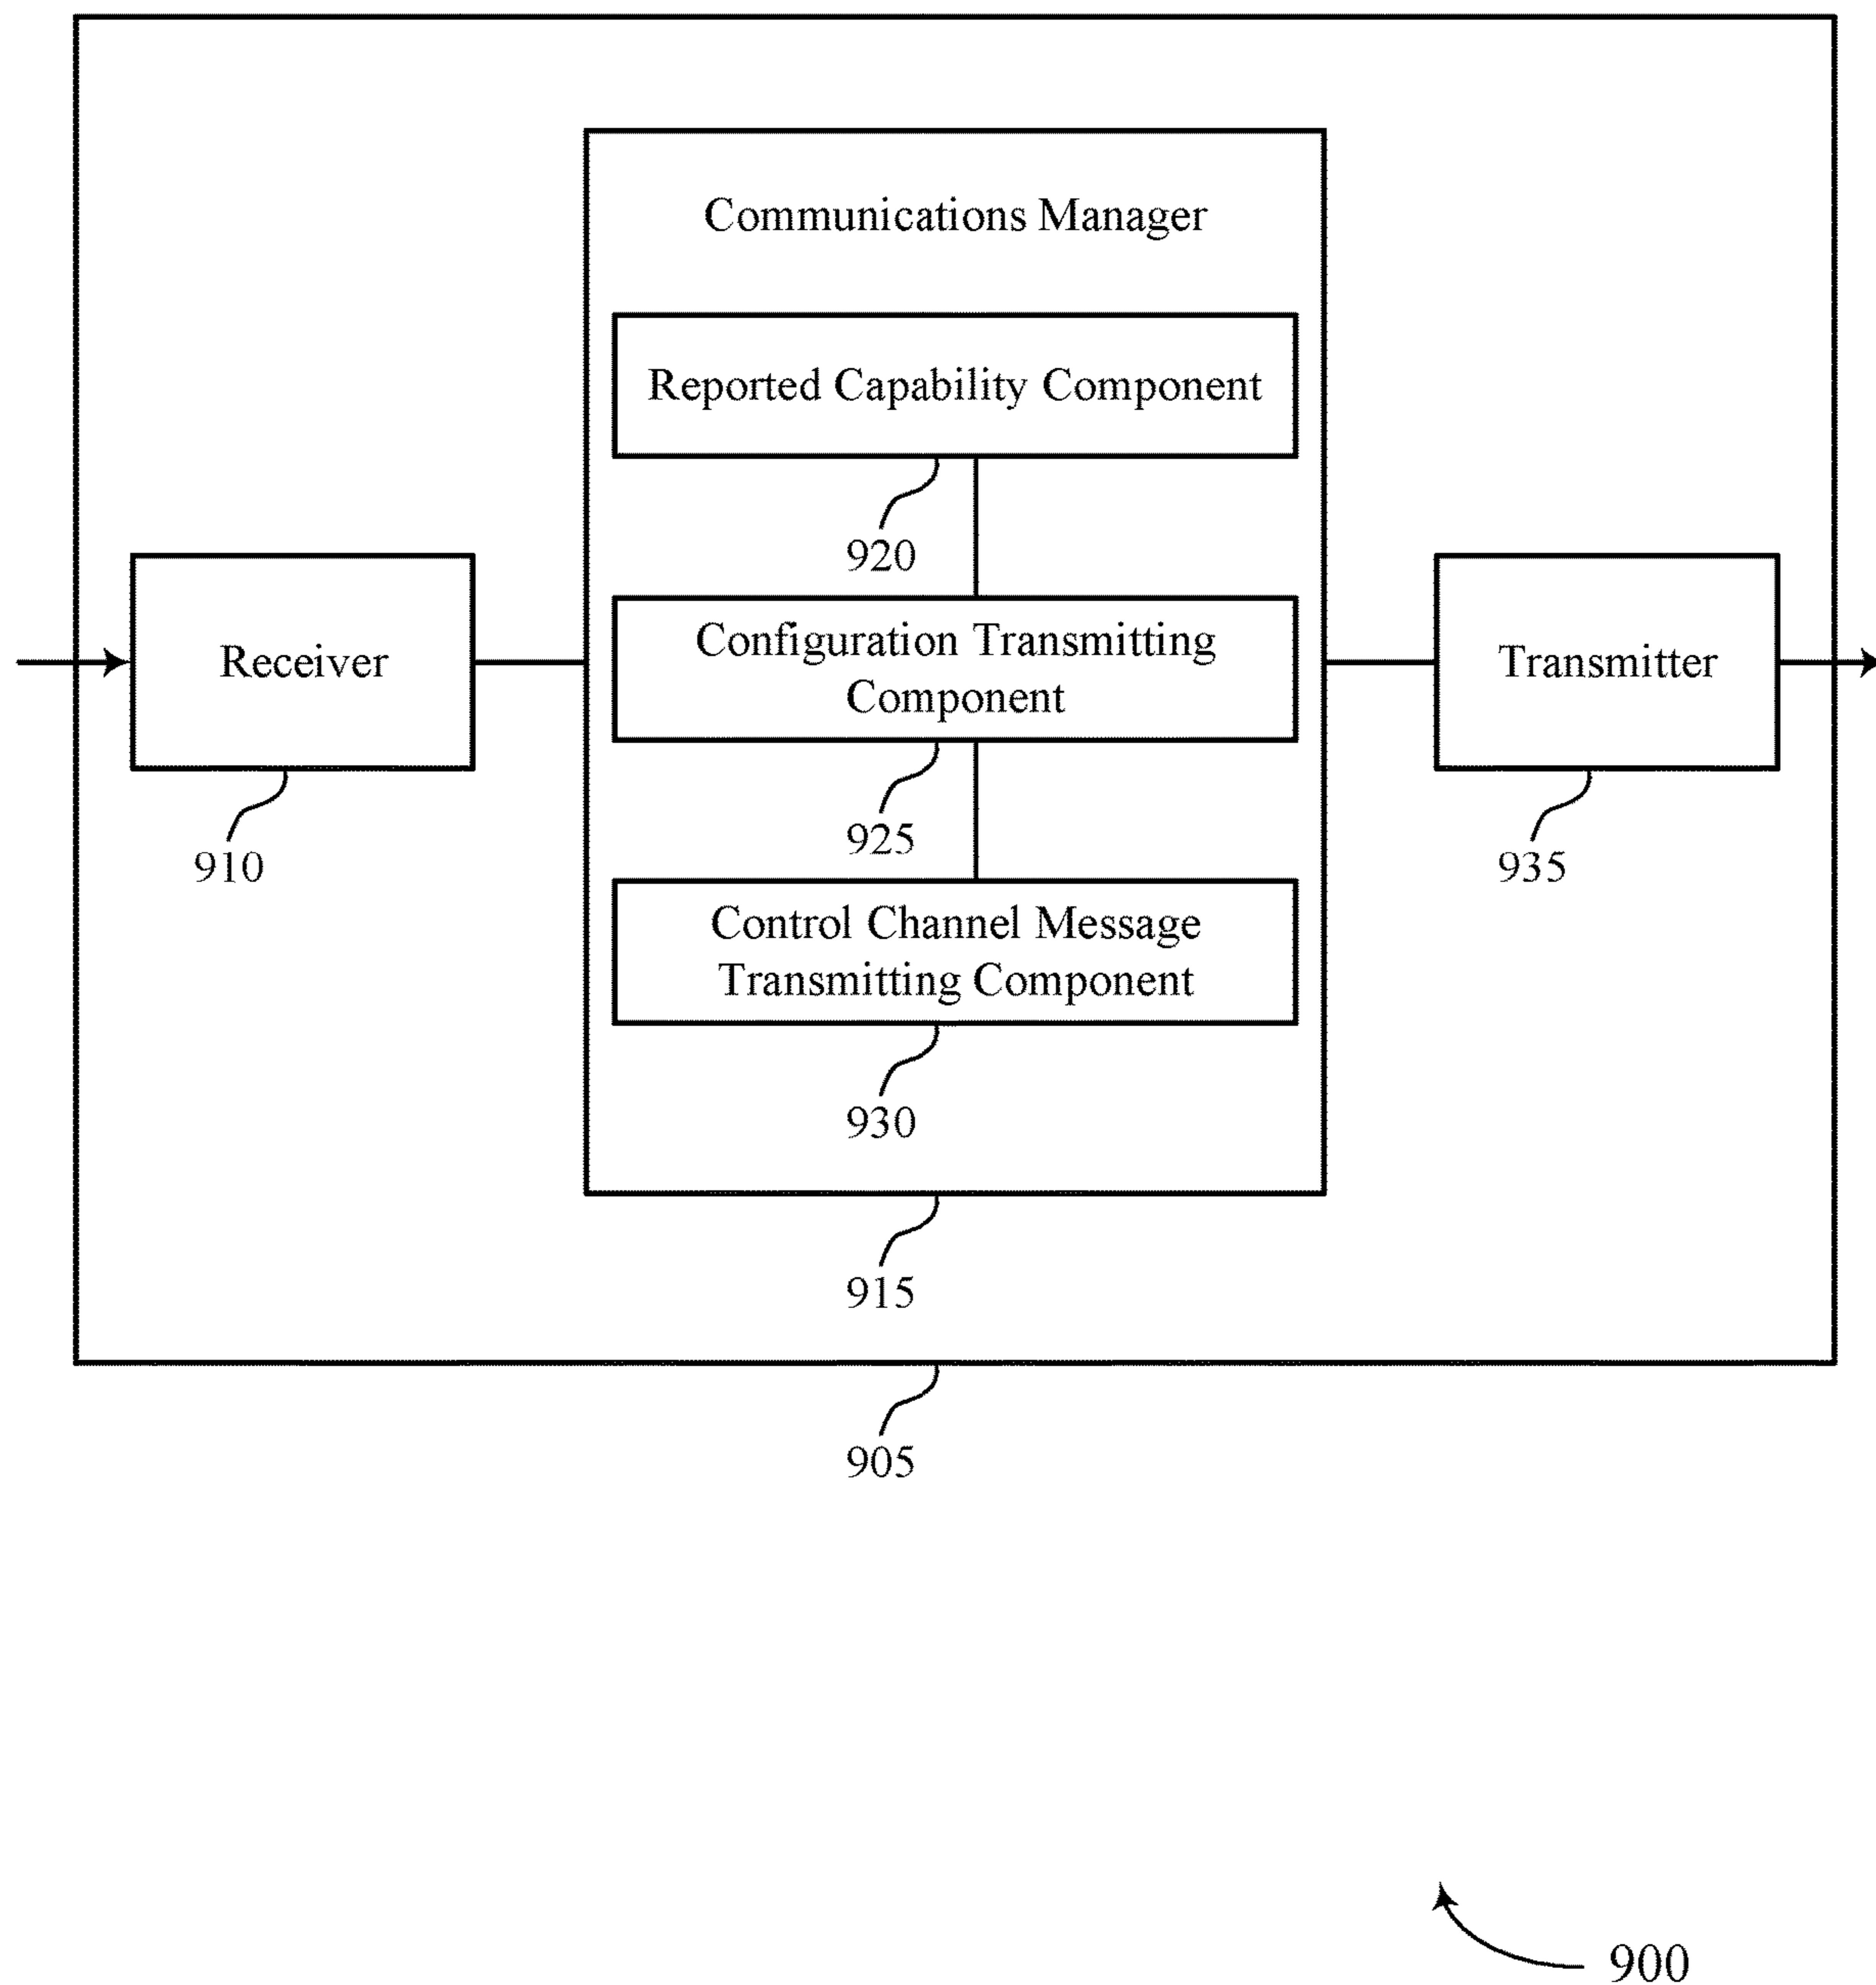 Communications Manager
Reported Capability Component
920
Receiver
910
Configuration Transmitting
Component
925
Transmitter
935
Control Channel Message
Transmitting Component
930
915
905
900